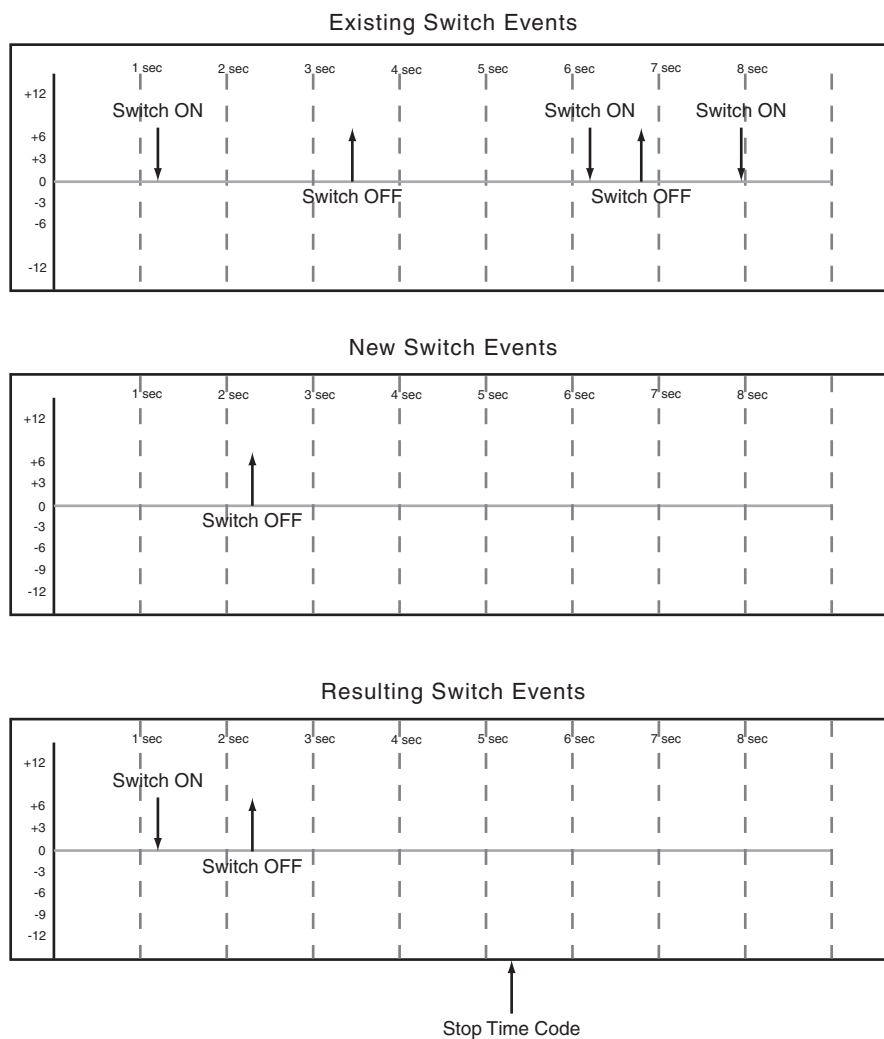 Existing Switch Events
1 sec 2 sec 3 sec 4 sec 5 sec 6 sec 7 sec 8 sec
+12
Switch ON Switch ON Switch ON
+6
+3
0
Switch OFF Switch OFF
-3
-6
-12
New Switch Events
1 sec 2 sec 3 sec 4 sec 5 sec 6 sec 7 sec 8 sec
+12
+6
+3
0
Switch OFF
-3
-6
-9
-12
Resulting Switch Events
1 sec 2 sec 3 sec 4 sec 5 sec 6 sec 7 sec 8 sec
+12
Switch ON
+6
+3
0
Switch OFF
-3
-6
-9
-12
Stop Time Code